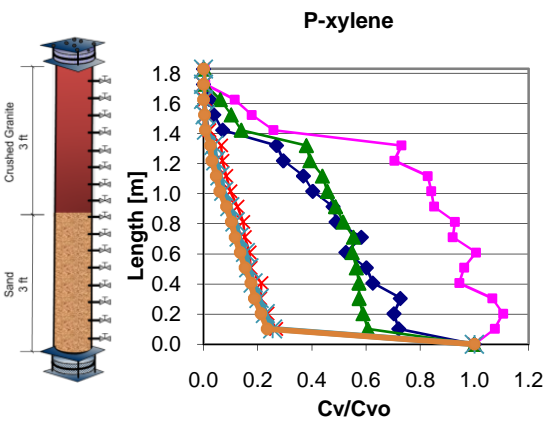 P-xylene
Crushed Granite
3 ft
Sand
3 ft
Length [m]
1.8
1.6
1.4
1.2
1.0
0.8
0.6
0.4
0.2
0.0
0.0 0.2 0.4 0.6 0.8 1.0 1.2
Cv/Cvo